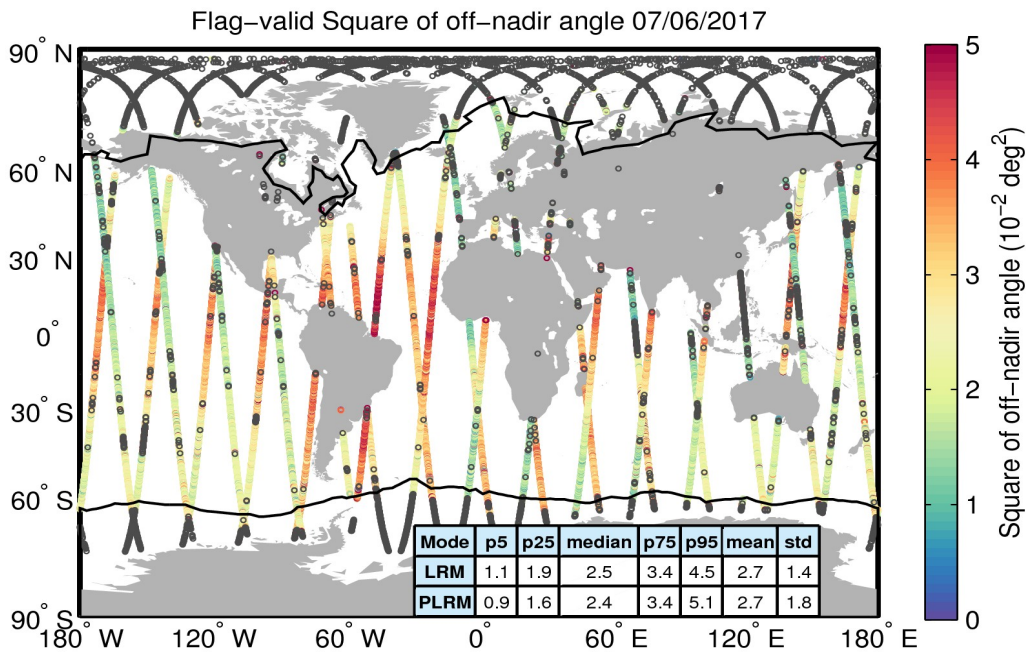 Flag−valid Square of off−nadir angle 07/06/2017
90° N
60° N
30° N
0°
30° S
60° S
90° S
180° W
120° W
60° W
0°
60° E
120° E
180° E
Mode p5 p25 median p75 p95 mean std
LRM 1.1 1.9 2.5 3.4 4.5 2.7 1.4
PLRM 0.9 1.6 2.4 3.4 5.1 2.7 1.8
5
4
3
2
1
0
Square of off−nadir angle (10⁻² deg²)